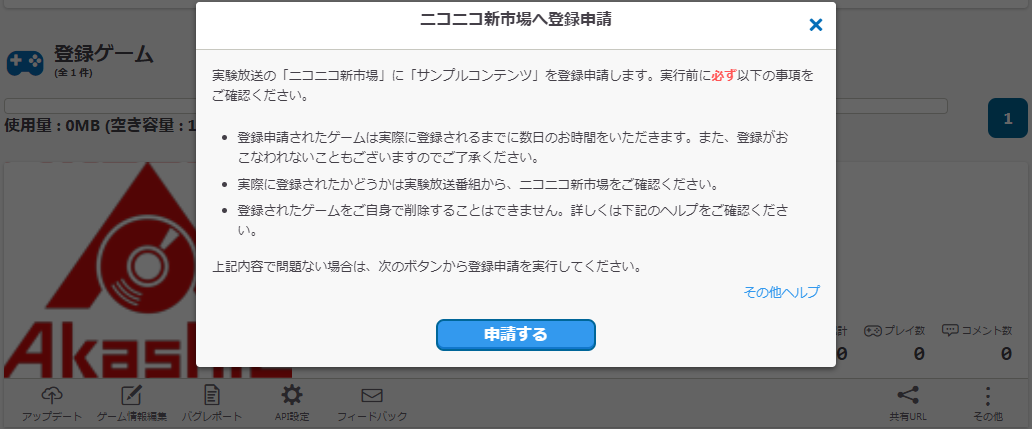 ニコニコ新市場へ登録申請
実験放送の「ニコニコ新市場」に「サンプルコンテンツ」を登録申請します。実行前に必ず以下の事項を
ご確認ください。
登録申請されたゲームは実際に登録されるまでに数日のお時間をいただきます。また、登録がお
こなわれないこともございますのでご了承ください。
実際に登録されたかどうかは実験放送番組から、ニコニコ新市場をご確認ください。
登録されたゲームをご自身で削除することはできません。詳しくは下記のヘルプをご確認くださ
い。
上記内容で問題ない場合は、次のボタンから登録申請を実行してください。
その他ヘルプ
申請する
登録ゲーム
(全 1 件)
使用量 : 0MB (空き容量 : 1
1
Akashic
計 プレイ数 コメント数
0 0 0
アップデート ゲーム情報編集 バグレポート API設定 フィードバック 共有URL その他